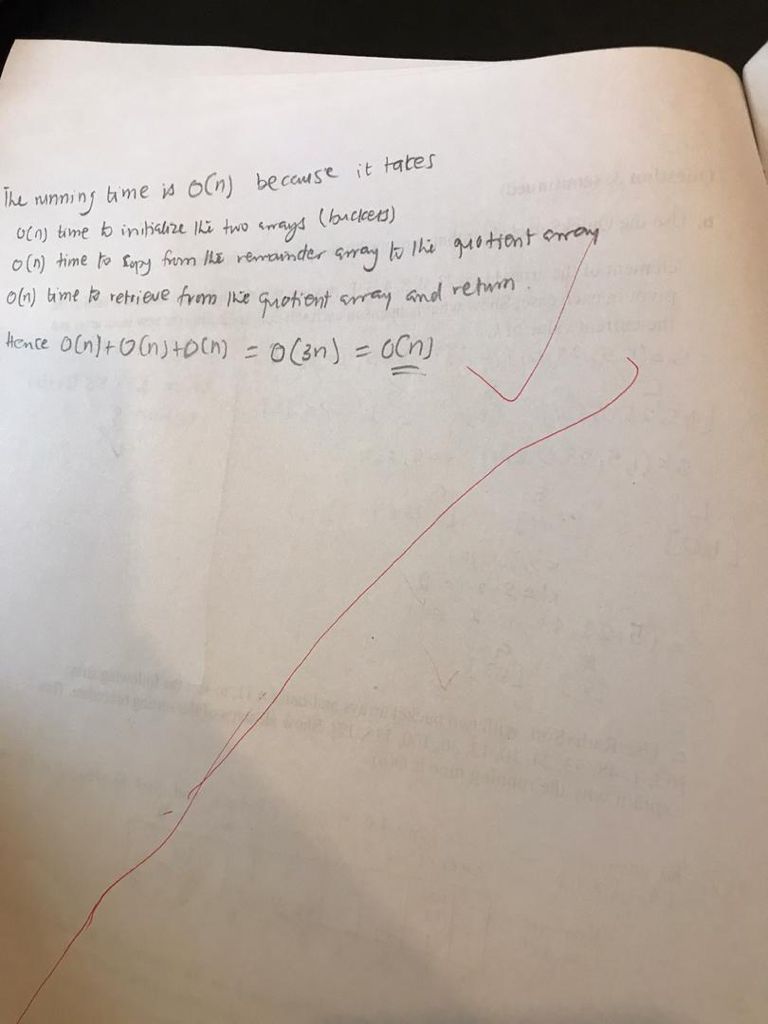 The running time is O(n) because it takes
O(n) time to initialize the two arrays (buckets)
O(n) time to copy from the remainder array to the quotient array
O(n) time to retrieve from the quotient array and return.
Hence O(n)+O(n)+O(n) = O(3n) = O(n)